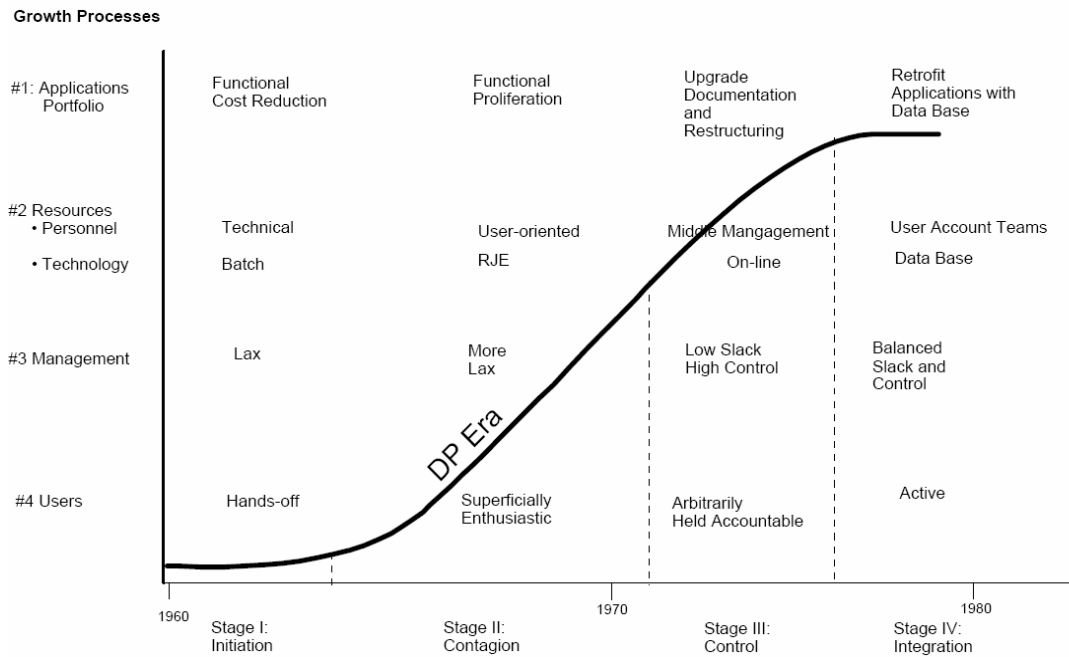 Growth Processes
#1: Applications
Portfolio
Functional
Cost Reduction
Functional
Proliferation
Upgrade
Documentation
and
Restructuring
Retrofit
Applications with
Data Base
#2 Resources
• Personnel
Technical
User-oriented
Middle Mangagement
User Account Teams
• Technology
Batch
RJE
On-line
Data Base
#3 Management
Lax
More
Lax
Low Slack
High Control
Balanced
Slack and
Control
DP Era
#4 Users
Hands-off
Superficially
Enthusiastic
Arbitrarily
Held Accountable
Active
1960
1970
1980
Stage I:
Initiation
Stage II:
Contagion
Stage III:
Control
Stage IV:
Integration